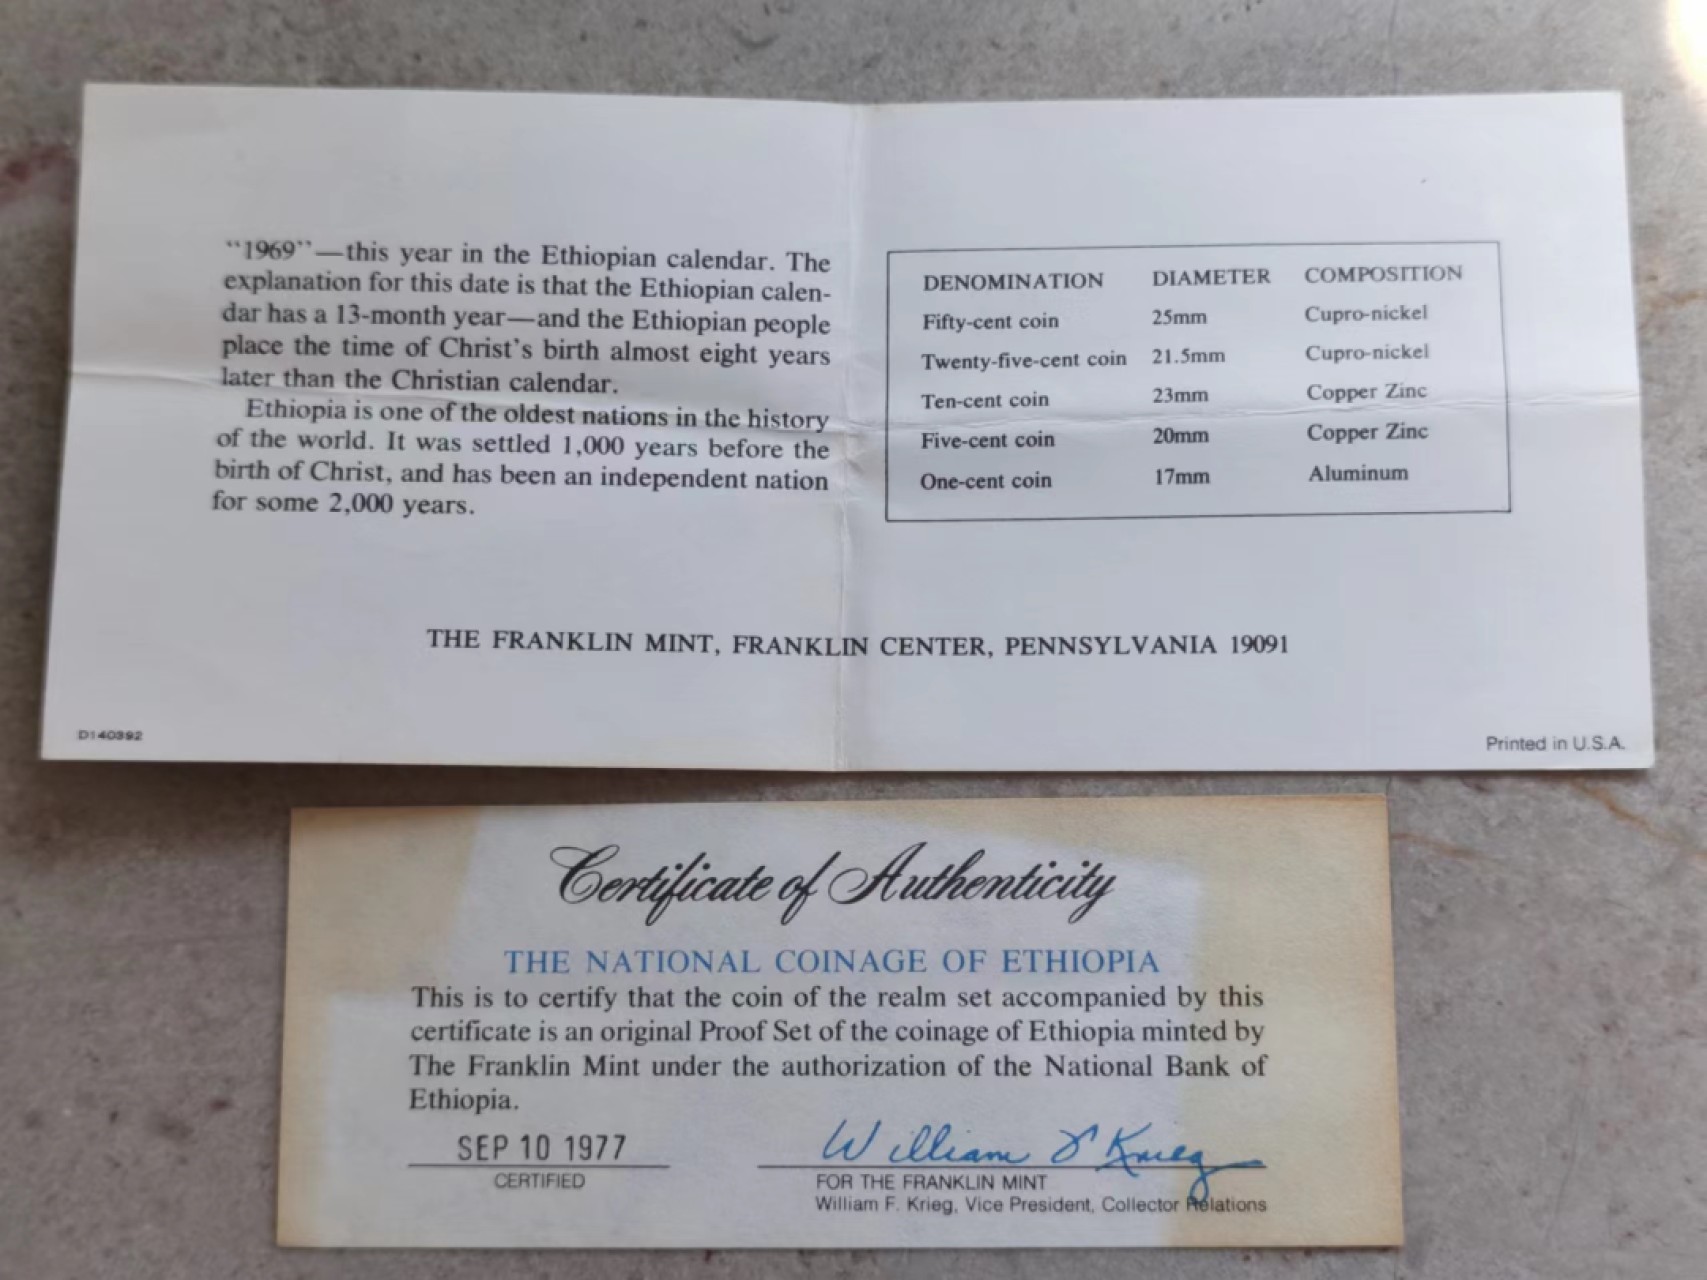 “1969”—this year in the Ethiopian calendar. The
explanation for this date is that the Ethiopian calen-
dar has a 13-month year—and the Ethiopian people
place the time of Christ's birth almost eight years
later than the Christian calendar.
Ethiopia is one of the oldest nations in the history
of the world. It was settled 1,000 years before the
birth of Christ, and has been an independent nation
for some 2,000 years.
DENOMINATION DIAMETER COMPOSITION
Fifty-cent coin 25mm Cupro-nickel
Twenty-five-cent coin 21.5mm Cupro-nickel
Ten-cent coin 23mm Copper Zinc
Five-cent coin 20mm Copper Zinc
One-cent coin 17mm Aluminum
THE FRANKLIN MINT, FRANKLIN CENTER, PENNSYLVANIA 19091
D140392
Printed in U.S.A.
Certificate of Authenticity
THE NATIONAL COINAGE OF ETHIOPIA
This is to certify that the coin of the realm set accompanied by this
certificate is an original Proof Set of the coinage of Ethiopia minted by
The Franklin Mint under the authorization of the National Bank of
Ethiopia.
SEP 10 1977
CERTIFIED
William F Krieg
FOR THE FRANKLIN MINT
William F. Krieg, Vice President, Collector Relations